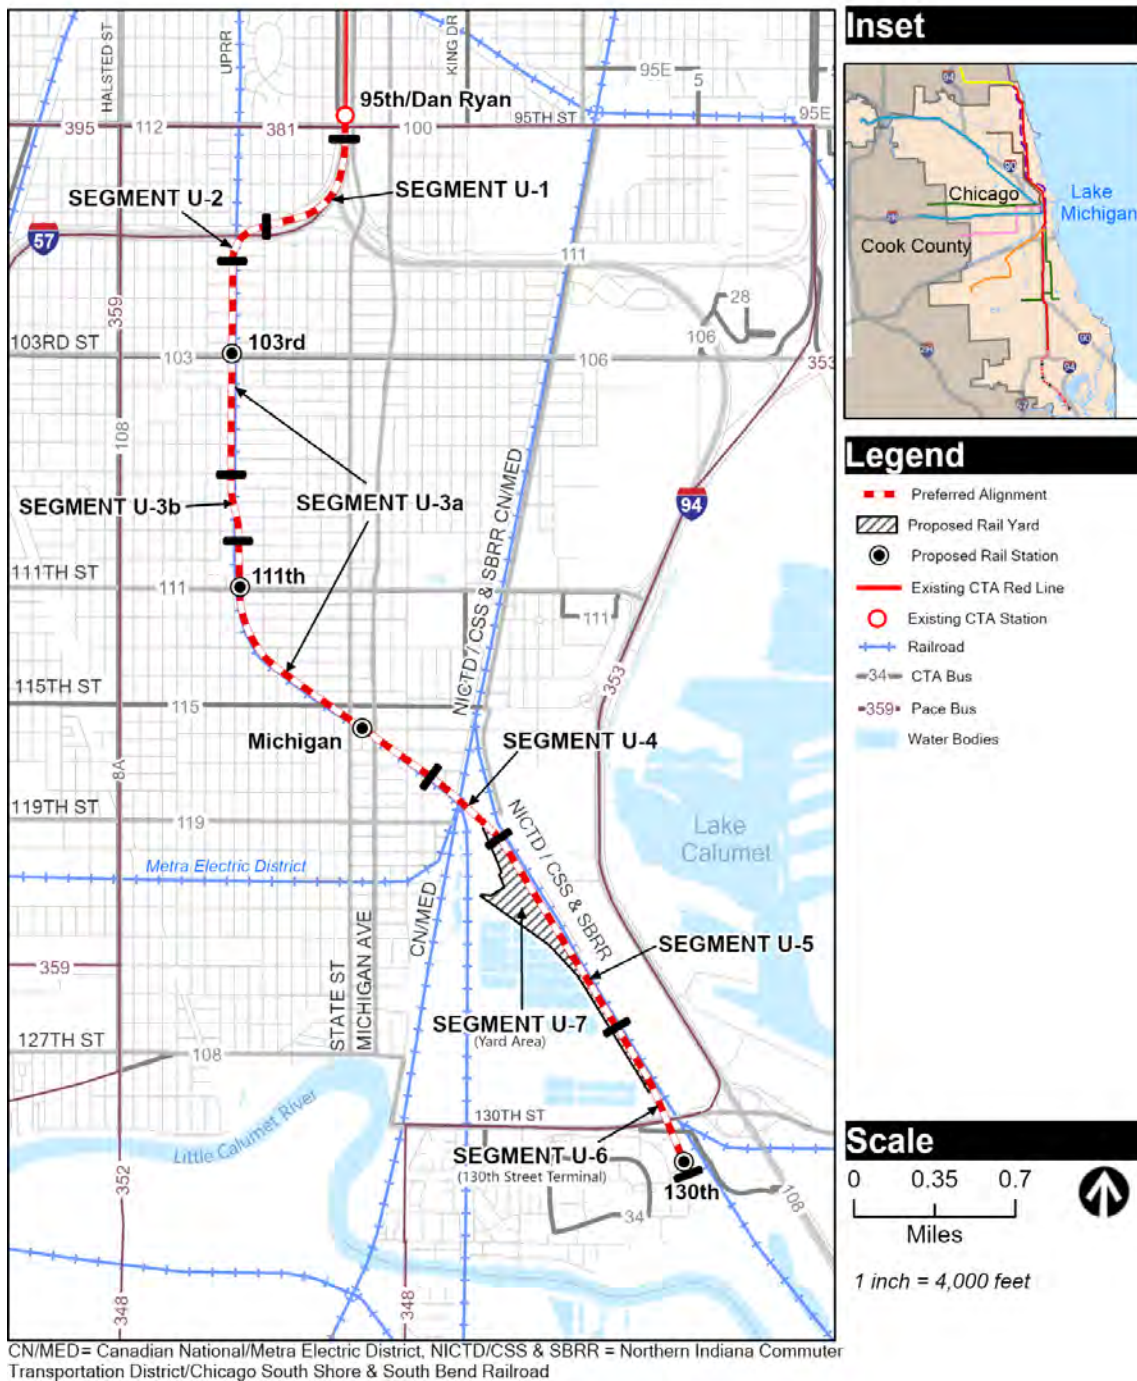 Inset
94
90
Chicago
Lake
Michigan
Cook County
90
94
HALSTED ST
UPRR
KING DR
95E
5
95th/Dan Ryan
95TH ST
95E
395
112
381
100
SEGMENT U-1
SEGMENT U-2
57
111
359
28
103RD ST
103rd
103
106
106
353
108
SEGMENT U-3b
SEGMENT U-3a
NICTD / CSS & SBRR CN/MED
94
111TH ST
111th
111
111
353
115TH ST
115
Michigan
SEGMENT U-4
8A
119TH ST
119
NICTD / CSS & SBRR
Lake
Calumet
Metra Electric District
CN/MED
359
STATE ST
MICHIGAN AVE
SEGMENT U-5
SEGMENT U-7
(Yard Area)
127TH ST
108
Little Calumet River
130TH ST
SEGMENT U-6
(130th Street Terminal)
130th
352
34
108
348
348
Legend
Preferred Alignment
Proposed Rail Yard
Proposed Rail Station
Existing CTA Red Line
Existing CTA Station
Railroad
34 CTA Bus
359 Pace Bus
Water Bodies
Scale
0 0.35 0.7
Miles
1 inch = 4,000 feet
CN/MED= Canadian National/Metra Electric District, NICTD/CSS & SBRR = Northern Indiana Commuter
Transportation District/Chicago South Shore & South Bend Railroad